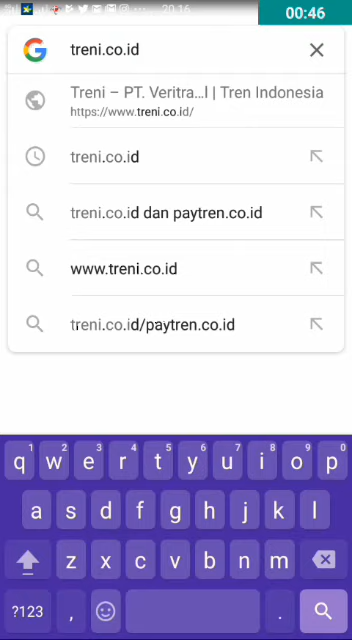 20.16
00:46
treni.co.id
Treni – PT. Veritra...l | Tren Indonesia
https://www.treni.co.id/
treni.co.id
treni.co.id dan paytren.co.id
www.treni.co.id
treni.co.id/paytren.co.id
1 2 3 4 5 6 7 8 9 0
q w e r t y u i o p
a s d f g h j k l
z x c v b n m
?123 , .